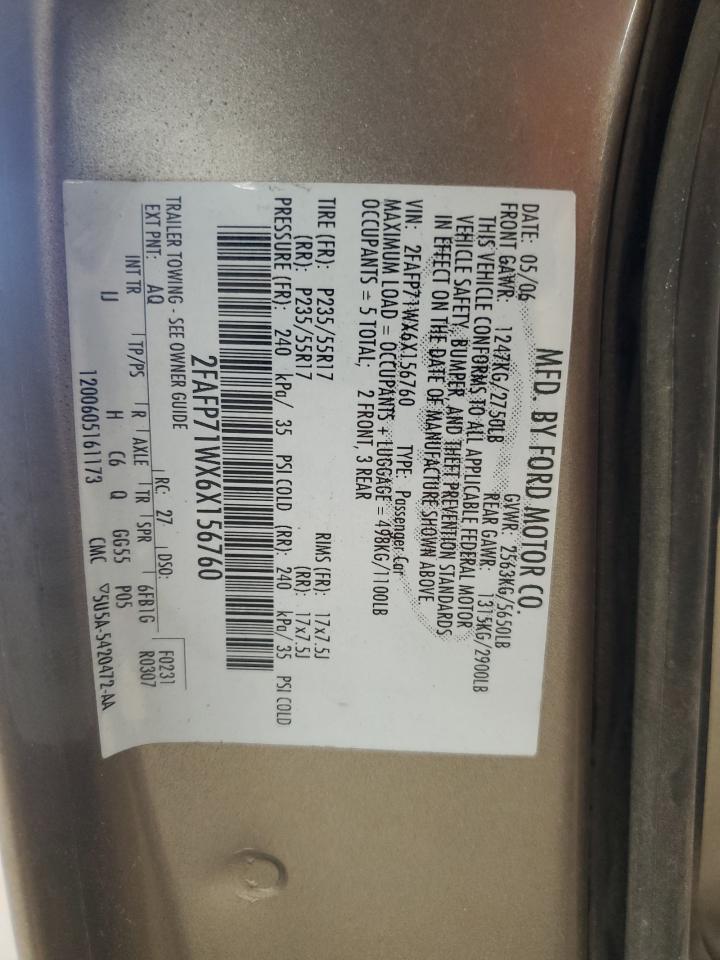 MFD. BY FORD MOTOR CO.
DATE: 05/06 GVWR: 2563KG/5650LB
FRONT GAWR: 1247KG/2750LB REAR GAWR: 1315KG/2900LB
THIS VEHICLE CONFORMS TO ALL APPLICABLE FEDERAL MOTOR
VEHICLE SAFETY, BUMPER, AND THEFT PREVENTION STANDARDS
IN EFFECT ON THE DATE OF MANUFACTURE SHOWN ABOVE
VIN: 2FAFP71WX6X156760 TYPE: Passenger Car
MAXIMUM LOAD = OCCUPANTS + LUGGAGE = 498KG/1100LB
OCCUPANTS = 5 TOTAL; 2 FRONT, 3 REAR
TIRE (FR): P235/55R17 RIMS (FR): 17x7.5J
(RR): P235/55R17 (RR): 17x7.5J
PRESSURE (FR): 240 kPa/ 35 PSI COLD (RR): 240 kPa/ 35 PSI COLD
2FAFP71WX6X156760
TRAILER TOWING - SEE OWNER GUIDE
EXT PNT: AQ RC: 27 DSO: F0231
INT TR TP/PS R AXLE TR SPR 6FB1G R0307
IJ H C6 Q GG55 P05
1200605161173 CMC ▽5U5A-5420472-AA